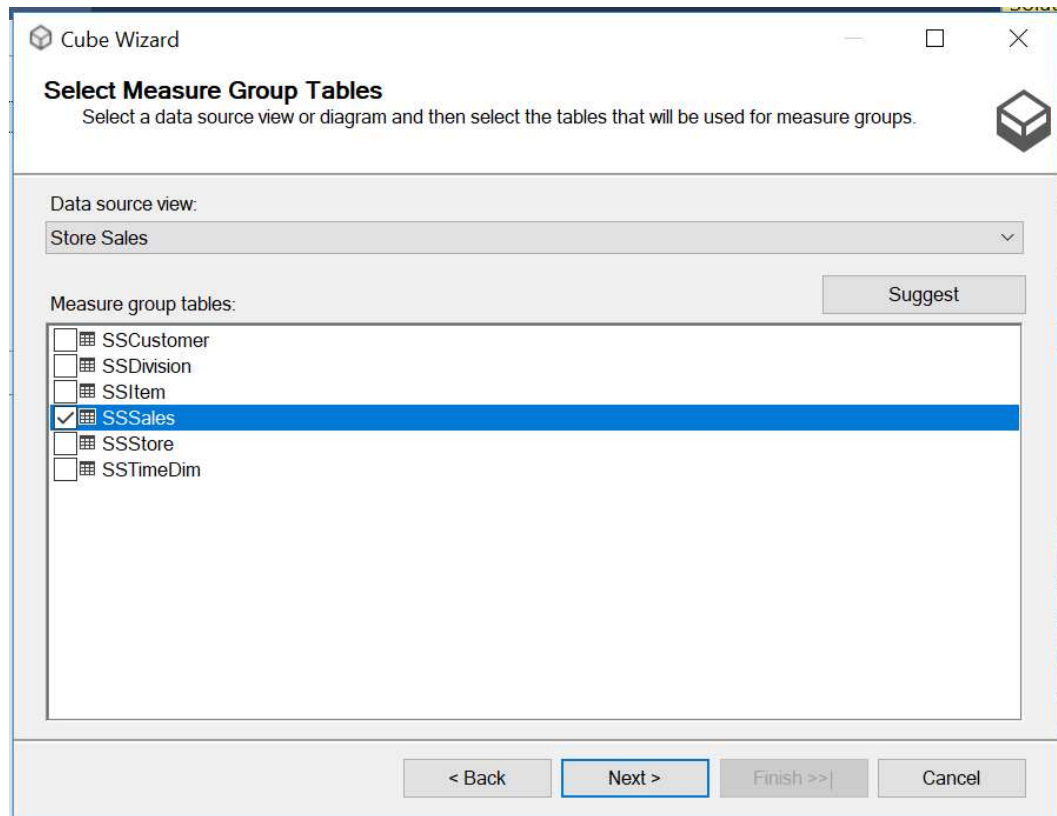 Cube Wizard
Select Measure Group Tables
Select a data source view or diagram and then select the tables that will be used for measure groups.
Data source view:
Store Sales
Suggest
Measure group tables:
SSCustomer
SSDivision
SSItem
SSSales
SSStore
SSTimeDim
< Back Next > Finish >>| Cancel